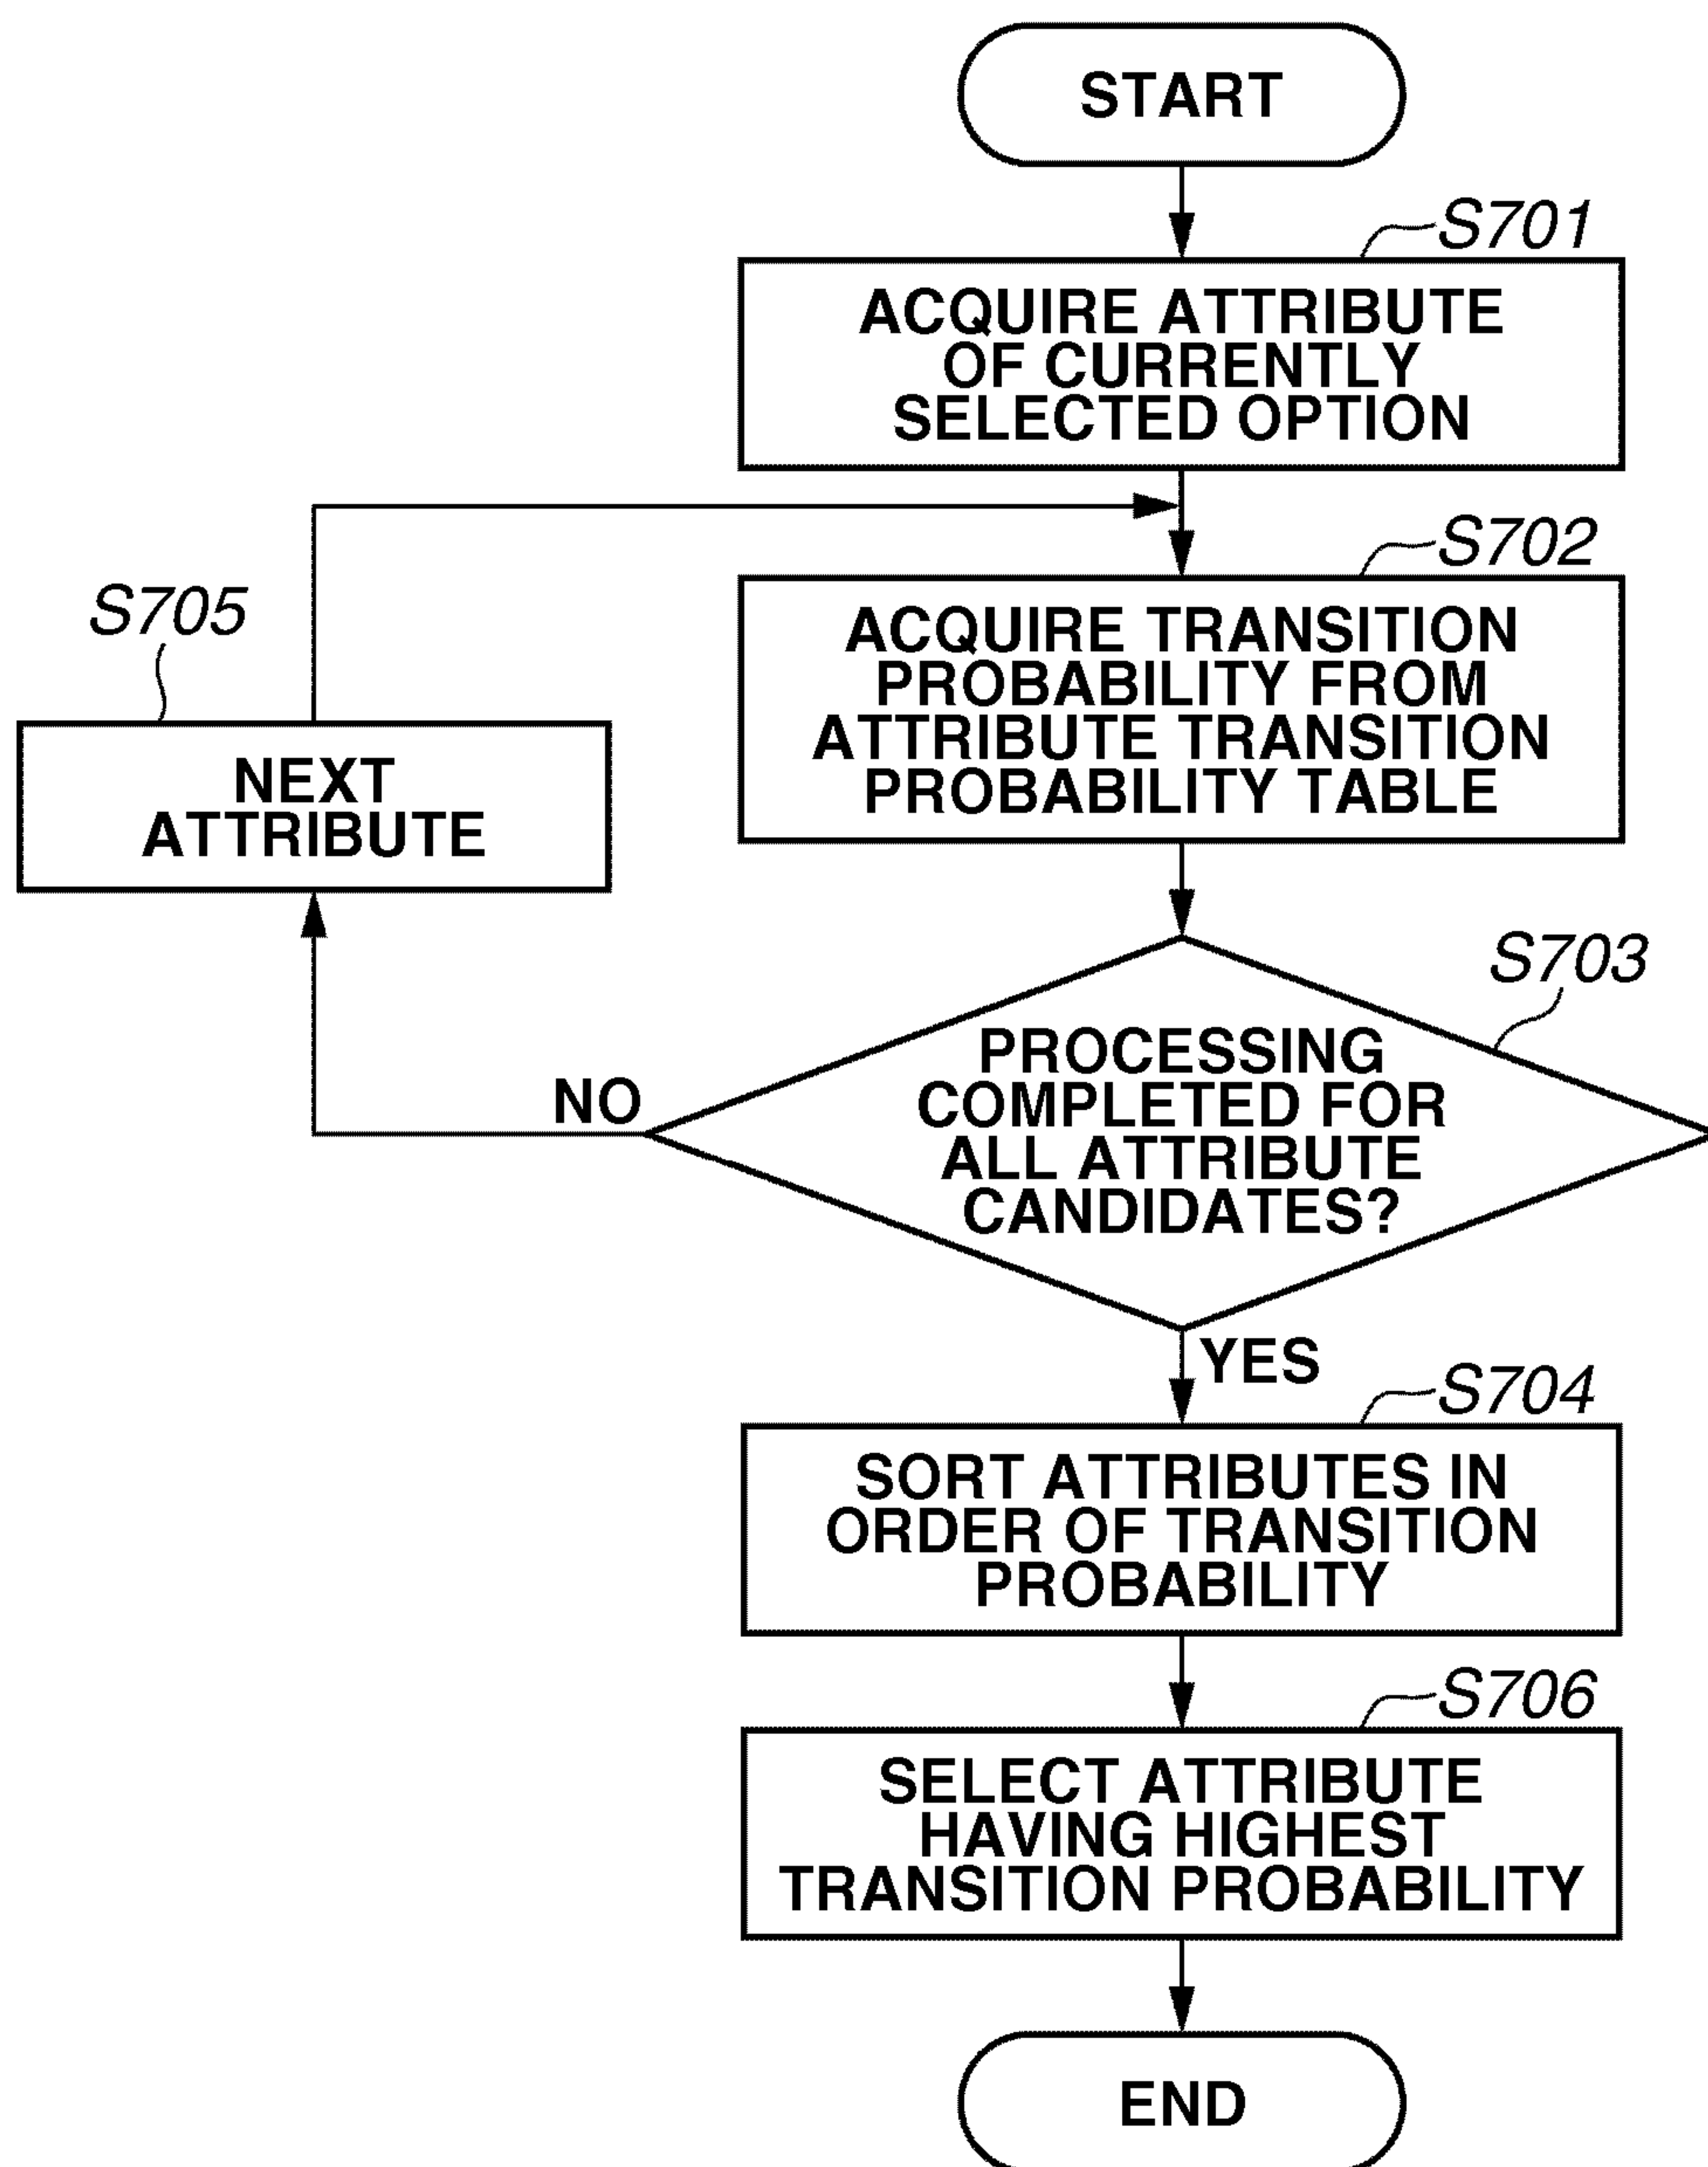 START
S701
ACQUIRE ATTRIBUTE
OF CURRENTLY
SELECTED OPTION
S702
ACQUIRE TRANSITION
PROBABILITY FROM
ATTRIBUTE TRANSITION
PROBABILITY TABLE
S705
NEXT
ATTRIBUTE
S703
PROCESSING
COMPLETED FOR
ALL ATTRIBUTE
CANDIDATES?
NO
YES
S704
SORT ATTRIBUTES IN
ORDER OF TRANSITION
PROBABILITY
S706
SELECT ATTRIBUTE
HAVING HIGHEST
TRANSITION PROBABILITY
END